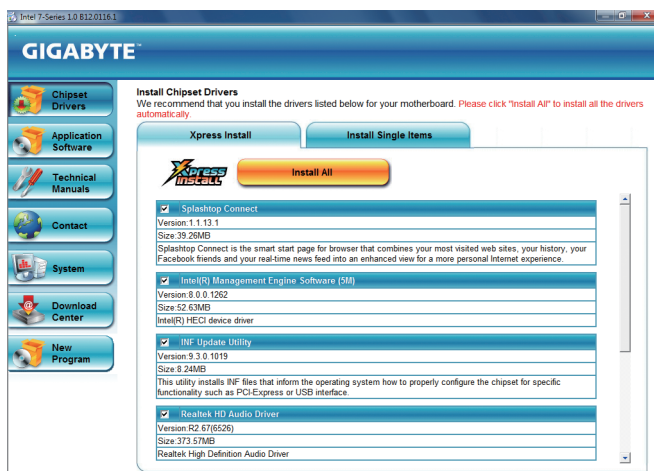 Intel 7-Series 1.0 B12.0116.1
GIGABYTE™
Chipset
Drivers
Application
Software
Technical
Manuals
Contact
System
Download
Center
New
Program
Install Chipset Drivers
We recommend that you install the drivers listed below for your motherboard. Please click "Install All" to install all the drivers
automatically.
Xpress Install
Install Single Items
Xpress
Install
Install All
Splashtop Connect
Version:1.1.13.1
Size:39.26MB
Splashtop Connect is the smart start page for browser that combines your most visited web sites, your history, your
Facebook friends and your real-time news feed into an enhanced view for a more personal Internet experience.
Intel(R) Management Engine Software (5M)
Version:8.0.0.1262
Size:52.63MB
Intel(R) HECI device driver
INF Update Utility
Version:9.3.0.1019
Size:8.24MB
This utility installs INF files that inform the operating system how to properly configure the chipset for specific
functionality such as PCI-Express or USB interface.
Realtek HD Audio Driver
Version:R2.67(6526)
Size:373.57MB
Realtek High Definition Audio Driver